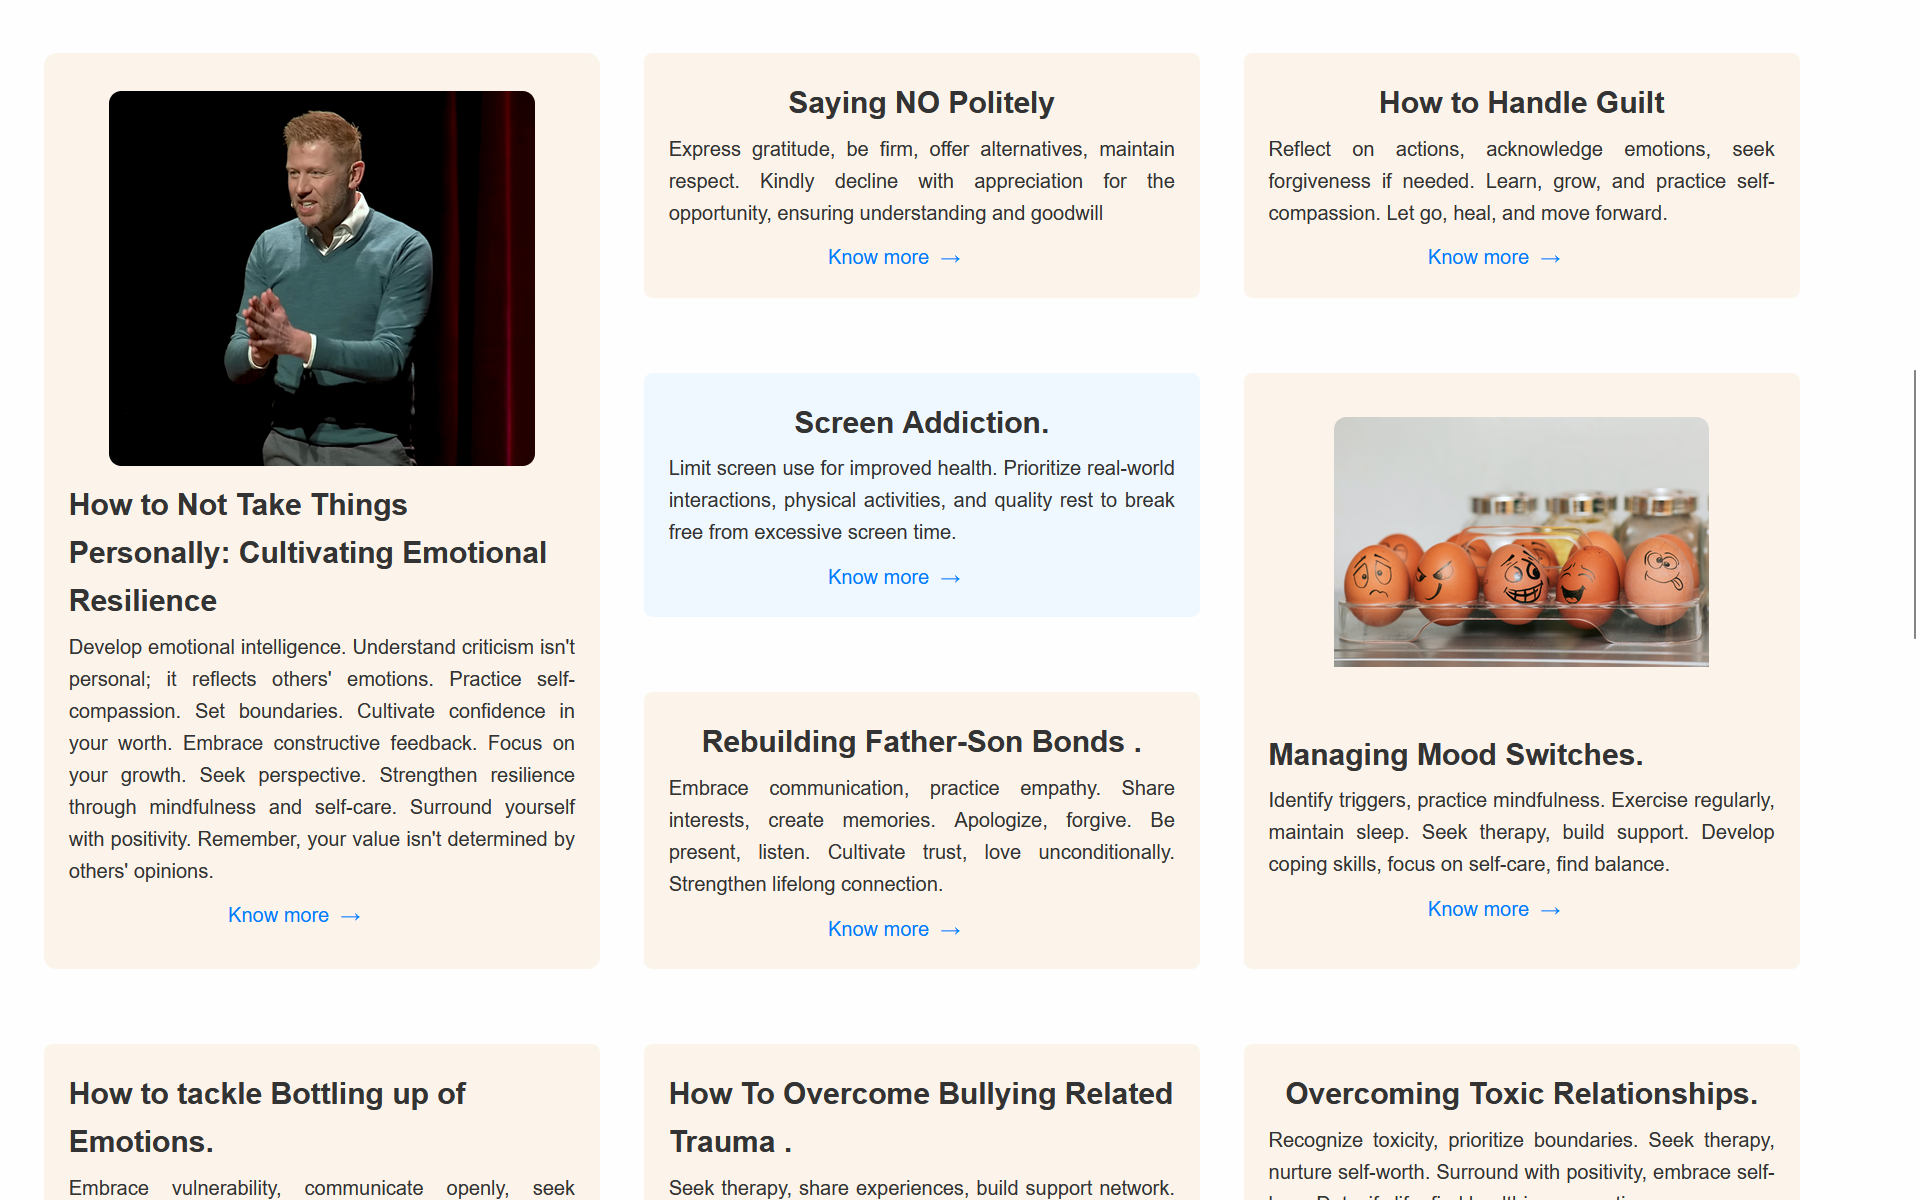 How to Not Take Things
Personally: Cultivating Emotional
Resilience
Develop emotional intelligence. Understand criticism isn't
personal; it reflects others' emotions. Practice self-
compassion. Set boundaries. Cultivate confidence in
your worth. Embrace constructive feedback. Focus on
your growth. Seek perspective. Strengthen resilience
through mindfulness and self-care. Surround yourself
with positivity. Remember, your value isn't determined by
others' opinions.
Know more →
Saying NO Politely
Express gratitude, be firm, offer alternatives, maintain
respect. Kindly decline with appreciation for the
opportunity, ensuring understanding and goodwill
Know more →
How to Handle Guilt
Reflect on actions, acknowledge emotions, seek
forgiveness if needed. Learn, grow, and practice self-
compassion. Let go, heal, and move forward.
Know more →
Screen Addiction.
Limit screen use for improved health. Prioritize real-world
interactions, physical activities, and quality rest to break
free from excessive screen time.
Know more →
Rebuilding Father-Son Bonds .
Embrace communication, practice empathy. Share
interests, create memories. Apologize, forgive. Be
present, listen. Cultivate trust, love unconditionally.
Strengthen lifelong connection.
Know more →
Managing Mood Switches.
Identify triggers, practice mindfulness. Exercise regularly,
maintain sleep. Seek therapy, build support. Develop
coping skills, focus on self-care, find balance.
Know more →
How to tackle Bottling up of
Emotions.
Embrace vulnerability, communicate openly, seek
How To Overcome Bullying Related
Trauma .
Seek therapy, share experiences, build support network.
Overcoming Toxic Relationships.
Recognize toxicity, prioritize boundaries. Seek therapy,
nurture self-worth. Surround with positivity, embrace self-